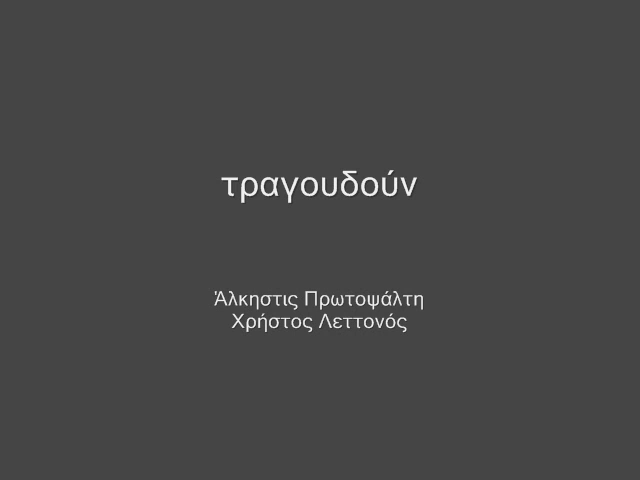 τραγουδούν
Άλκηστις Πρωτοψάλτη
Χρήστος Λεττονός